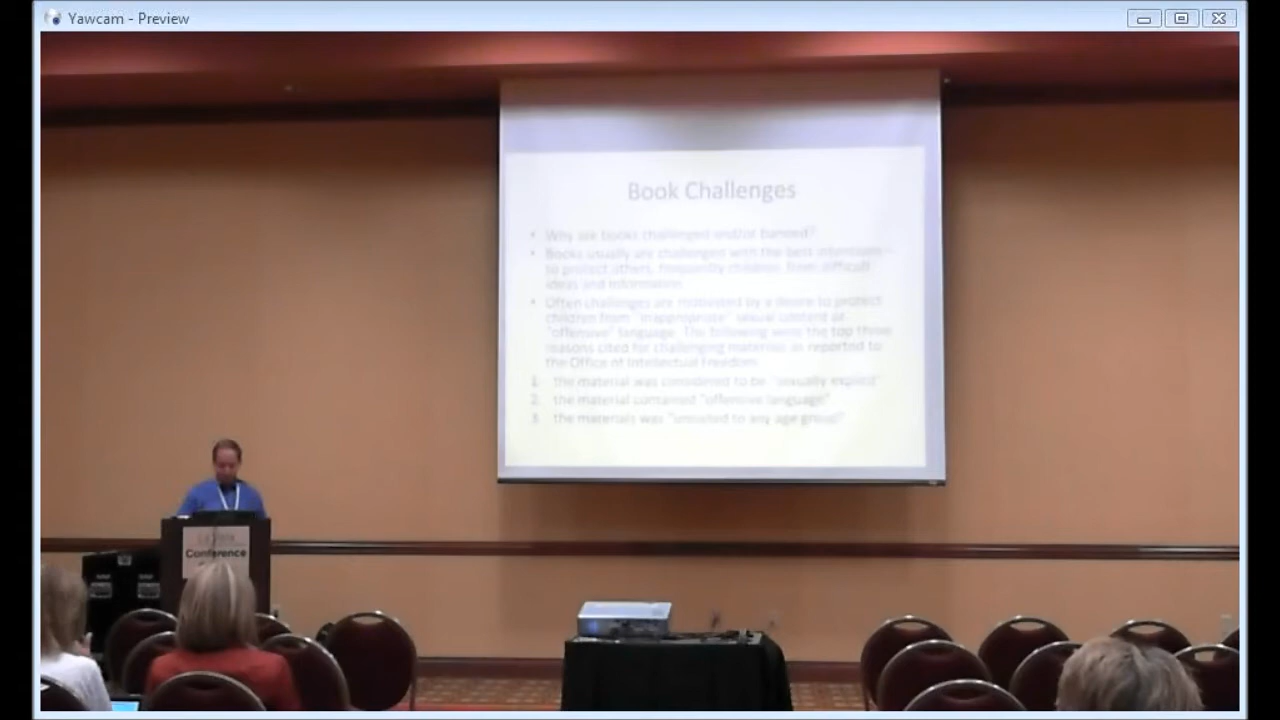 Yawcam - Preview
Book Challenges
• Why are books challenged and/or banned?
• Books usually are challenged with the best intentions -
to protect others, frequently children, from difficult
ideas and information.
• Often challenges are motivated by a desire to protect
children from "inappropriate" sexual content or
"offensive" language. The following were the top three
reasons cited for challenging materials as reported to
the Office of Intellectual Freedom
1. the material was considered to be "sexually explicit"
2. the material contained "offensive language"
3. the materials was "unsuited to any age group"
Conference